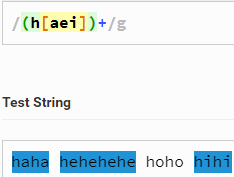 /(h[aei])+/g
Test String
haha hehehehe hoho hihi